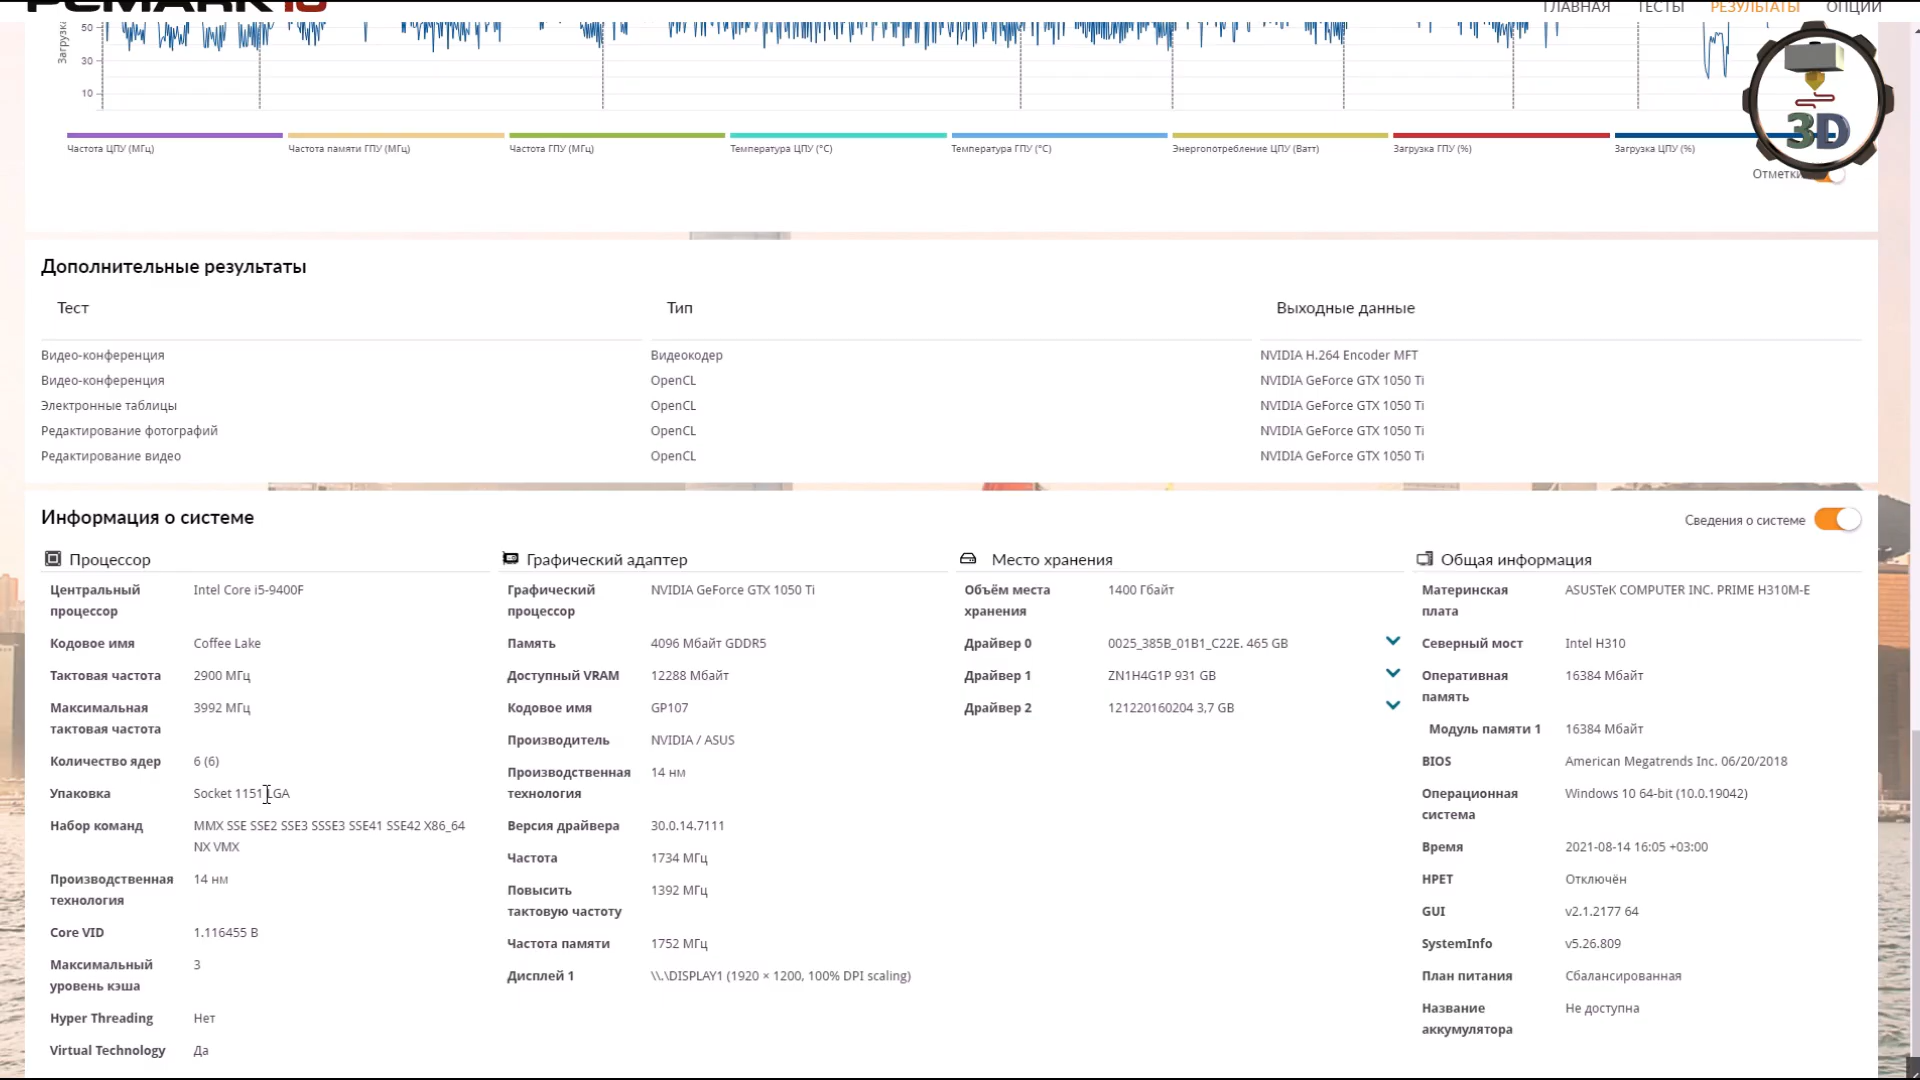 PCMARK 10
ГЛАВНАЯ ТЕСТЫ РЕЗУЛЬТАТЫ ОПЦИИ
Загрузка
50
30
10
Частота ЦПУ (МГц) Частота памяти ГПУ (МГц) Частота ГПУ (МГц) Температура ЦПУ (°C) Температура ГПУ (°C) Энергопотребление ЦПУ (Ватт) Загрузка ГПУ (%) Загрузка ЦПУ (%)
3D
Отметки
Дополнительные результаты
Тест Тип Выходные данные
Видео-конференция Видеокодер NVIDIA H.264 Encoder MFT
Видео-конференция OpenCL NVIDIA GeForce GTX 1050 Ti
Электронные таблицы OpenCL NVIDIA GeForce GTX 1050 Ti
Редактирование фотографий OpenCL NVIDIA GeForce GTX 1050 Ti
Редактирование видео OpenCL NVIDIA GeForce GTX 1050 Ti
Информация о системе
Сведения о системе
Процессор
Центральный Intel Core i5-9400F
процессор
Кодовое имя Coffee Lake
Тактовая частота 2900 МГц
Максимальная 3992 МГц
тактовая частота
Количество ядер 6 (6)
Упаковка Socket 1151 LGA
Набор команд MMX SSE SSE2 SSE3 SSSE3 SSE41 SSE42 X86_64
NX VMX
Производственная 14 нм
технология
Core VID 1.116455 В
Максимальный 3
уровень кэша
Hyper Threading Нет
Virtual Technology Да
Графический адаптер
Графический NVIDIA GeForce GTX 1050 Ti
процессор
Память 4096 Мбайт GDDR5
Доступный VRAM 12288 Мбайт
Кодовое имя GP107
Производитель NVIDIA / ASUS
Производственная 14 нм
технология
Версия драйвера 30.0.14.7111
Частота 1734 МГц
Повысить 1392 МГц
тактовую частоту
Частота памяти 1752 МГц
Дисплей 1 \\.\DISPLAY1 (1920 × 1200, 100% DPI scaling)
Место хранения
Объём места 1400 Гбайт
хранения
Драйвер 0 0025_385B_01B1_C22E. 465 GB
Драйвер 1 ZN1H4G1P 931 GB
Драйвер 2 121220160204 3,7 GB
Общая информация
Материнская ASUSTeK COMPUTER INC. PRIME H310M-E
плата
Северный мост Intel H310
Оперативная 16384 Мбайт
память
Модуль памяти 1 16384 Мбайт
BIOS American Megatrends Inc. 06/20/2018
Операционная Windows 10 64-bit (10.0.19042)
система
Время 2021-08-14 16:05 +03:00
HPET Отключён
GUI v2.1.2177 64
SystemInfo v5.26.809
План питания Сбалансированная
Название Не доступна
аккумулятора